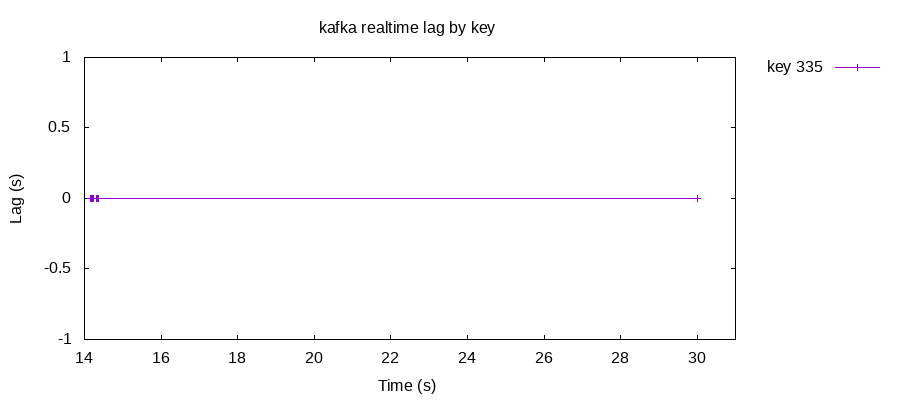 kafka realtime lag by key
key 335
1
0.5
0
-0.5
-1
Lag (s)
14 16 18 20 22 24 26 28 30
Time (s)